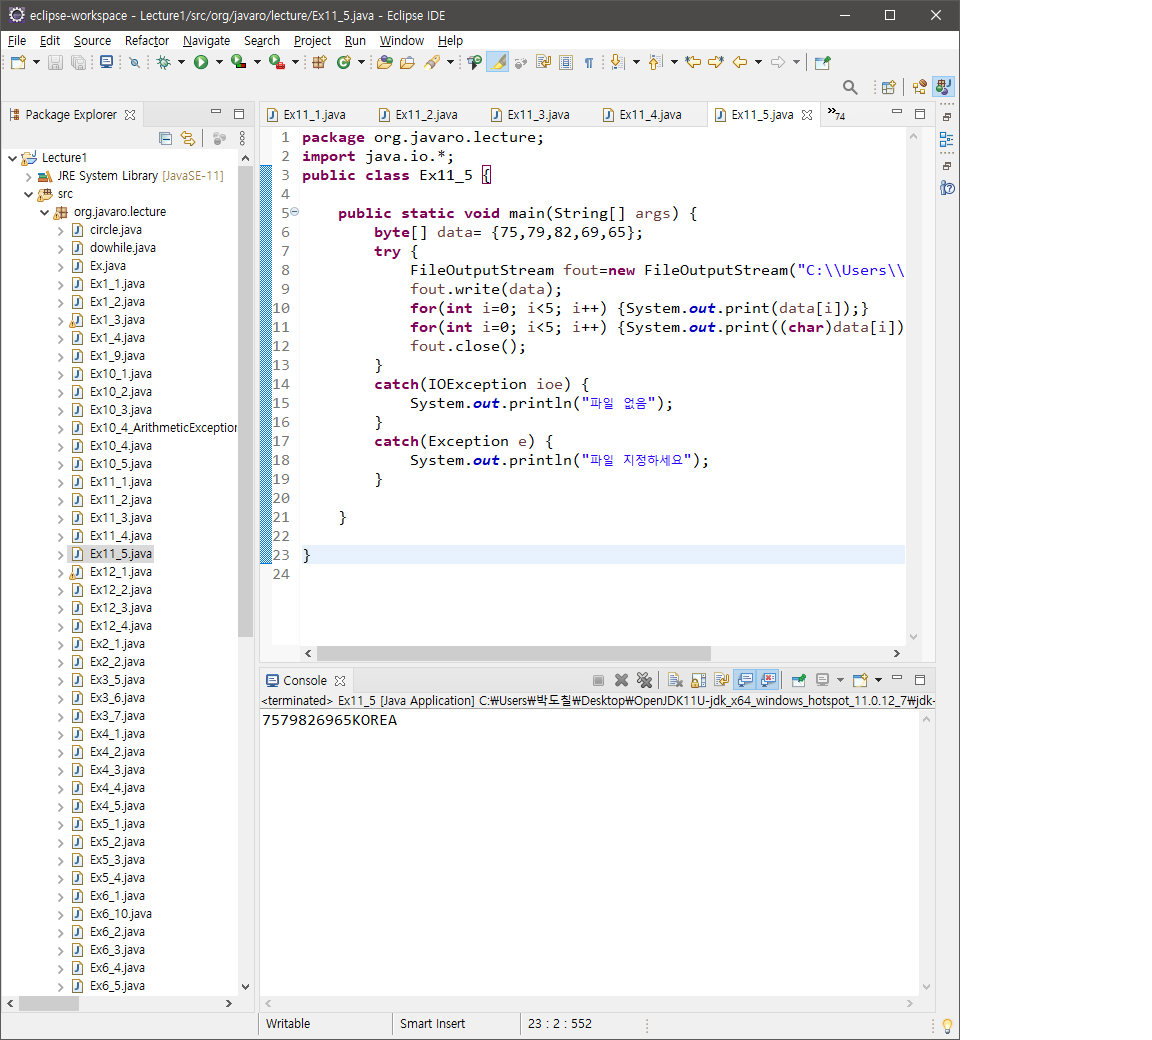 eclipse-workspace - Lecture1/src/org/javaro/lecture/Ex11_5.java - Eclipse IDE
File Edit Source Refactor Navigate Search Project Run Window Help
Package Explorer
Lecture1
JRE System Library [JavaSE-11]
src
org.javaro.lecture
circle.java
dowhile.java
Ex.java
Ex1_1.java
Ex1_2.java
Ex1_3.java
Ex1_4.java
Ex1_9.java
Ex10_1.java
Ex10_2.java
Ex10_3.java
Ex10_4_ArithmeticException
Ex10_4.java
Ex10_5.java
Ex11_1.java
Ex11_2.java
Ex11_3.java
Ex11_4.java
Ex11_5.java
Ex12_1.java
Ex12_2.java
Ex12_3.java
Ex12_4.java
Ex2_1.java
Ex2_2.java
Ex3_5.java
Ex3_6.java
Ex3_7.java
Ex4_1.java
Ex4_2.java
Ex4_3.java
Ex4_4.java
Ex4_5.java
Ex5_1.java
Ex5_2.java
Ex5_3.java
Ex5_4.java
Ex6_1.java
Ex6_10.java
Ex6_2.java
Ex6_3.java
Ex6_4.java
Ex6_5.java
Ex11_1.java Ex11_2.java Ex11_3.java Ex11_4.java Ex11_5.java »74
1 package org.javaro.lecture;
2 import java.io.*;
3 public class Ex11_5 {
4
5 public static void main(String[] args) {
6 byte[] data= {75,79,82,69,65};
7 try {
8 FileOutputStream fout=new FileOutputStream("C:\\Users\\
9 fout.write(data);
10 for(int i=0; i<5; i++) {System.out.print(data[i]);}
11 for(int i=0; i<5; i++) {System.out.print((char)data[i])
12 fout.close();
13 }
14 catch(IOException ioe) {
15 System.out.println("파일 없음");
16 }
17 catch(Exception e) {
18 System.out.println("파일 지정하세요");
19 }
20
21 }
22
23 }
24
Console
<terminated> Ex11_5 [Java Application] C:₩Users₩박도칠₩Desktop₩OpenJDK11U-jdk_x64_windows_hotspot_11.0.12_7₩jdk-
7579826965KOREA
Writable Smart Insert 23 : 2 : 552